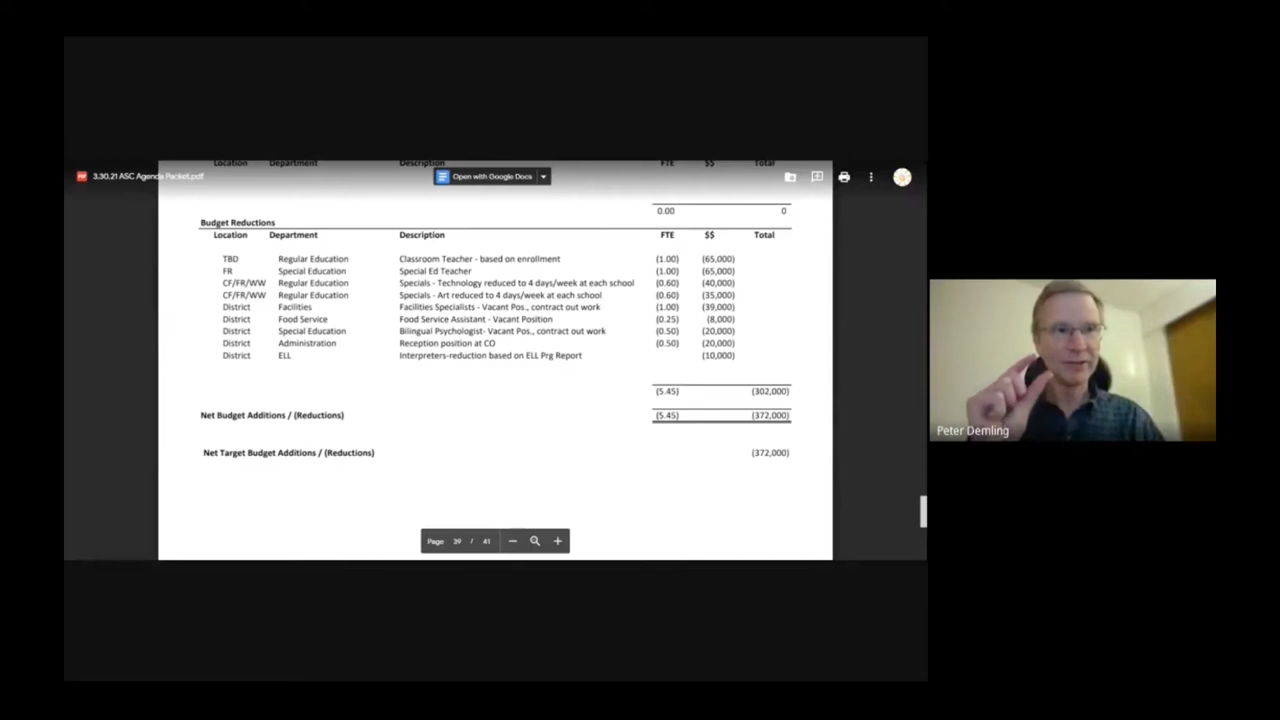 Location Department Description FTE $$ Total
3.30.21 ASC Agenda Packet.pdf
Open with Google Docs
0.00 0
Budget Reductions
Location Department Description FTE $$ Total
TBD Regular Education Classroom Teacher - based on enrollment (1.00) (65,000)
FR Special Education Special Ed Teacher (1.00) (65,000)
CF/FR/WW Regular Education Specials - Technology reduced to 4 days/week at each school (0.60) (40,000)
CF/FR/WW Regular Education Specials - Art reduced to 4 days/week at each school (0.60) (35,000)
District Facilities Facilities Specialists - Vacant Pos., contract out work (1.00) (39,000)
District Food Service Food Service Assistant - Vacant Position (0.25) (8,000)
District Special Education Bilingual Psychologist- Vacant Pos., contract out work (0.50) (20,000)
District Administration Reception position at CO (0.50) (20,000)
District ELL Interpreters-reduction based on ELL Prg Report (10,000)
(5.45) (302,000)
Net Budget Additions / (Reductions) (5.45) (372,000)
Net Target Budget Additions / (Reductions) (372,000)
Page 39 / 41
Peter Demling